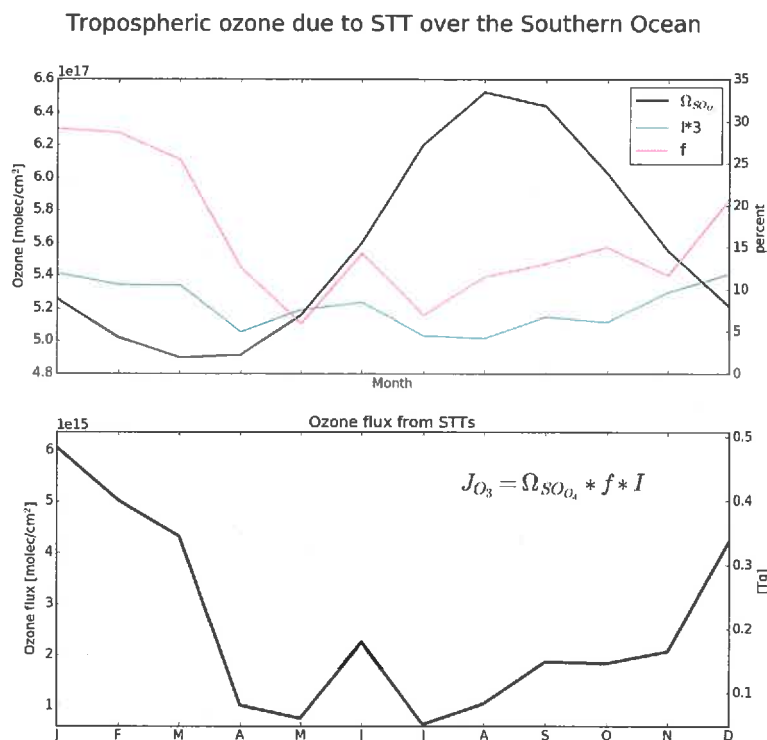 Tropospheric ozone due to STT over the Southern Ocean
1e17
6.6
6.4
6.2
6.0
5.8
5.6
5.4
5.2
5.0
4.8
Ozone [molec/cm²]
35
30
25
20
15
10
5
0
percent
Ω_SO_O
I*3
f
Month
Ozone flux from STTs
1e15
6
5
4
3
2
1
Ozone flux [molec/cm²]
J_O₃ = Ω_SO_O₃ * f * I
0.5
0.4
0.2
0.1
[Tg]
J F M A M J J A S O N D